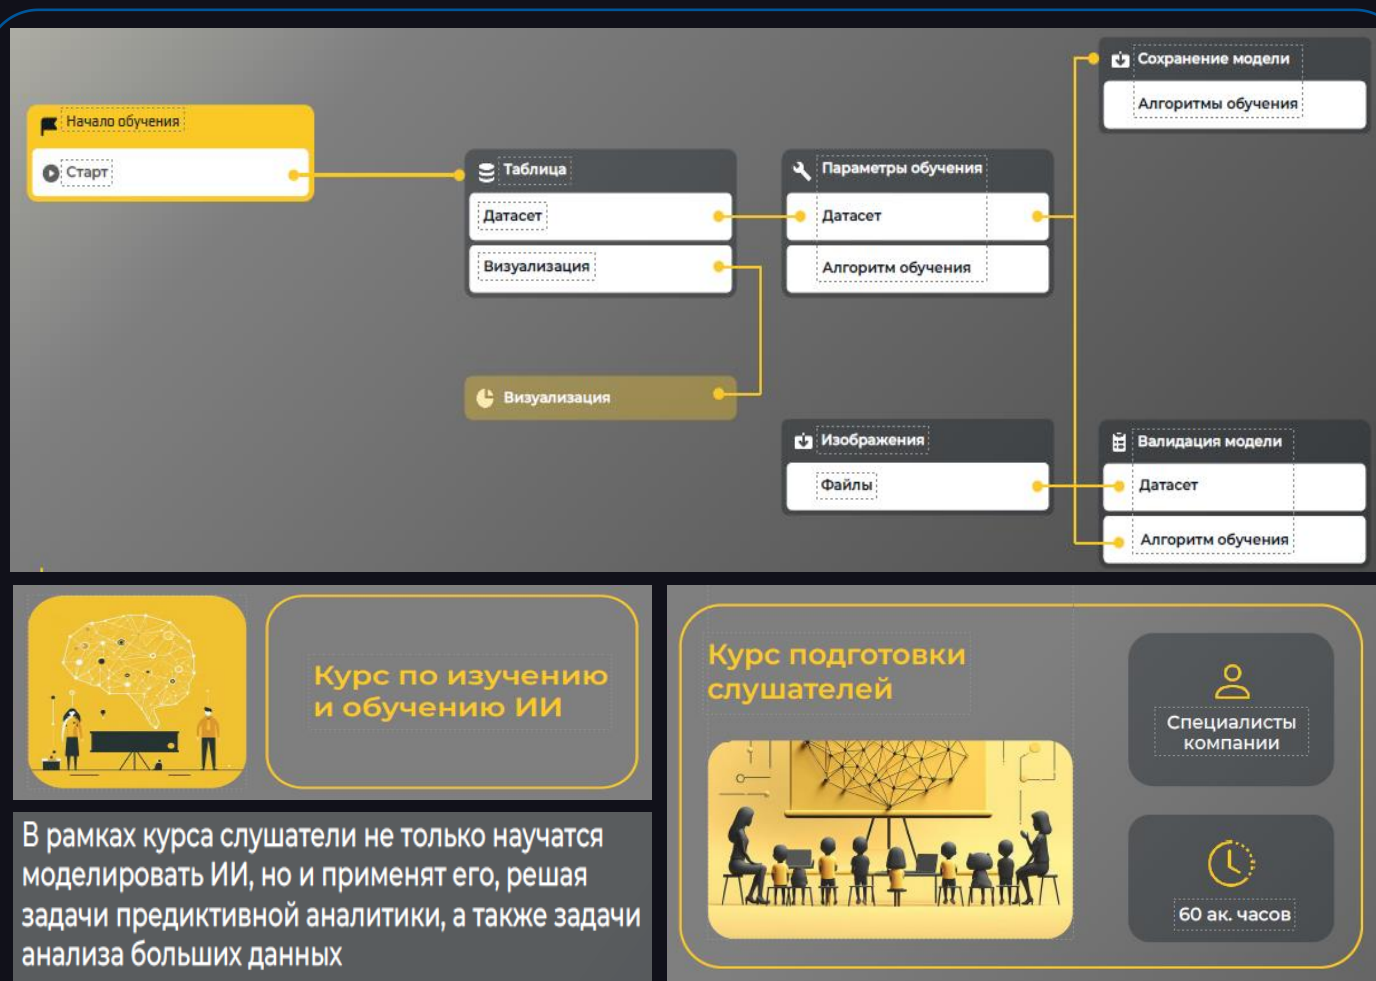 Начало обучения
Старт
Таблица
Датасет
Визуализация
Визуализация
Параметры обучения
Датасет
Алгоритм обучения
Изображения
Файлы
Сохранение модели
Алгоритмы обучения
Валидация модели
Датасет
Алгоритм обучения
Курс по изучению
и обучению ИИ
В рамках курса слушатели не только научатся
моделировать ИИ, но и применят его, решая
задачи предиктивной аналитики, а также задачи
анализа больших данных
Курс подготовки
слушателей
Специалисты
компании
60 ак. часов